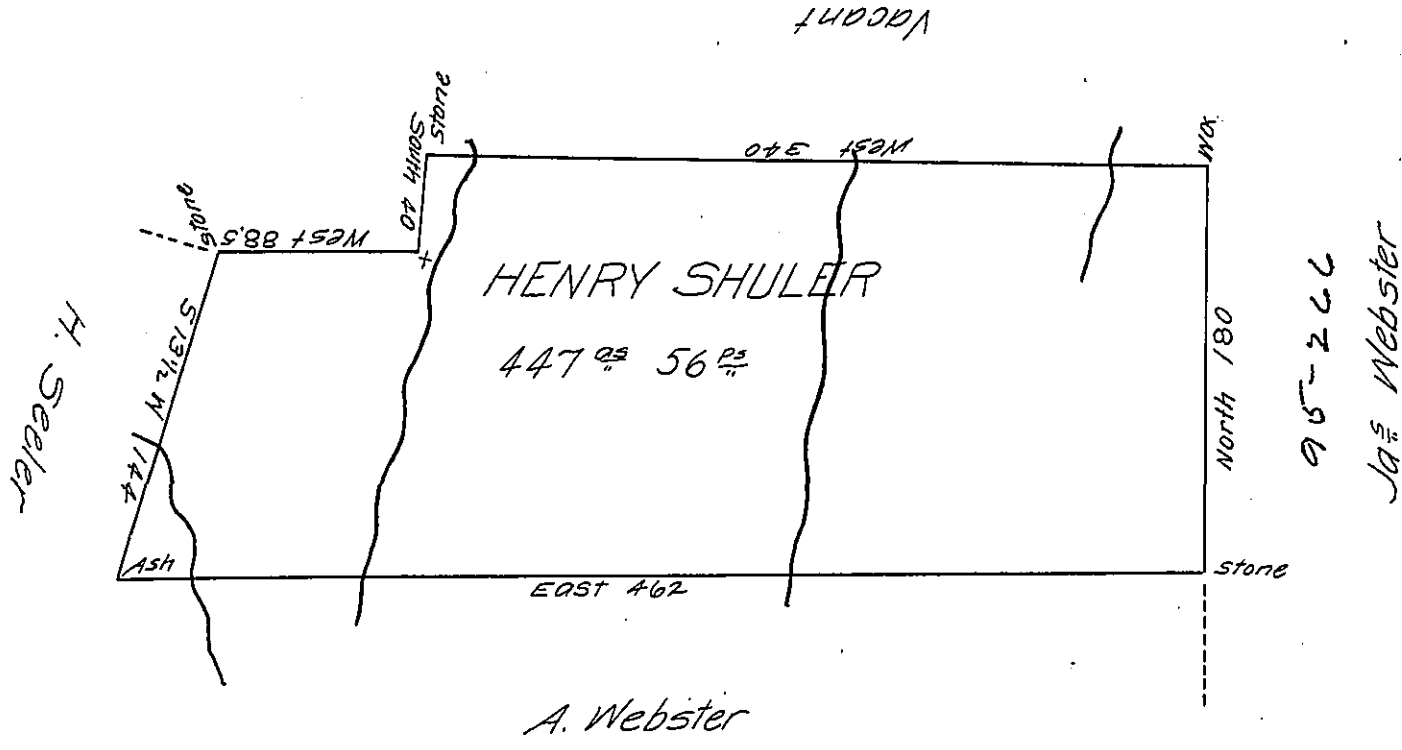 Vacant
Stone
South 40
West 340
WO.
stone
West 88.5
+
HENRY SHULER
447 as 56 ps
S 13½ W 144
H. Seeler
North 180
95-266
Jas Webster
Ash
EAST 462
Stone
A. Webster